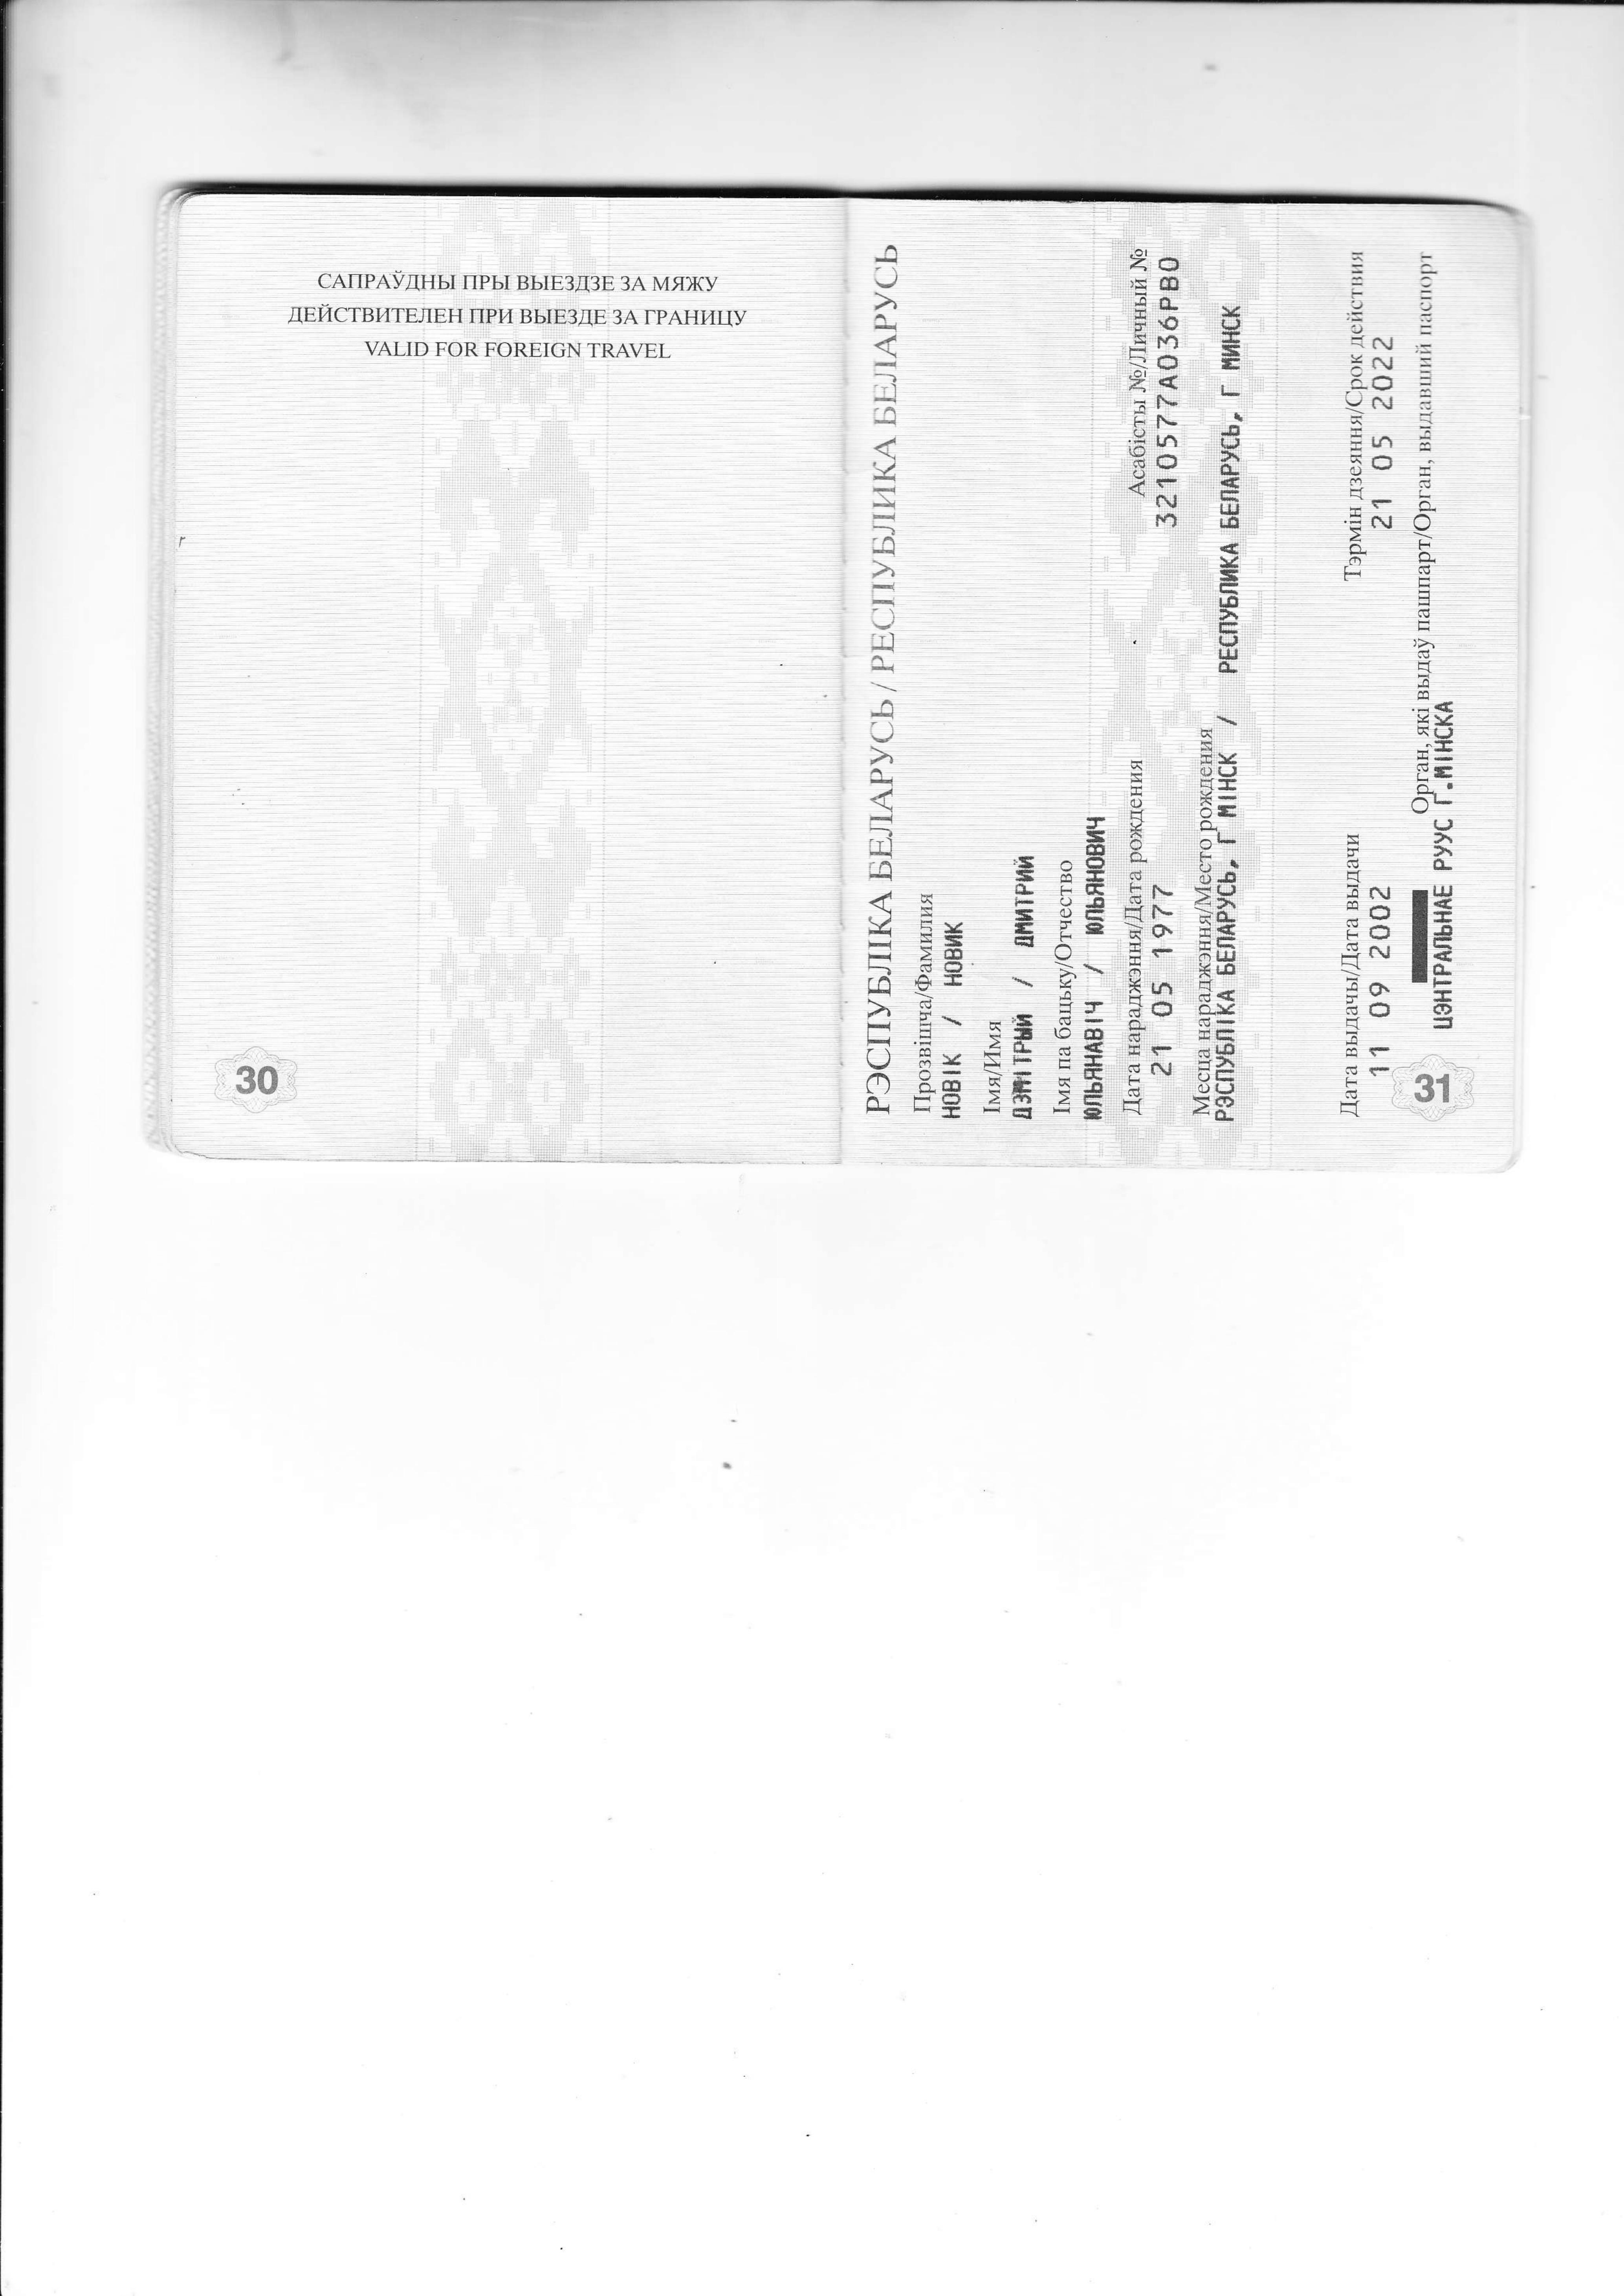 САПРАЎДНЫ ПРЫ ВЫЕЗДЗЕ ЗА МЯЖУ
ДЕЙСТВИТЕЛЕН ПРИ ВЫЕЗДЕ ЗА ГРАНИЦУ
VALID FOR FOREIGN TRAVEL
30
РЭСПУБЛІКА БЕЛАРУСЬ / РЕСПУБЛИКА БЕЛАРУСЬ
Прозвішча/Фамилия
НОВІК / НОВИК
Імя/Имя
ДЗМІТРЫЙ / ДМИТРИЙ
Імя па бацьку/Отчество
ЮЛЬЯНАВІЧ / ЮЛЬЯНОВИЧ
Дата нараджэння/Дата рождения Асабісты №/Личный №
21 05 1977 3210577A036PB0
Месца нараджэння/Место рождения
РЭСПУБЛІКА БЕЛАРУСЬ, Г МІНСК / РЕСПУБЛИКА БЕЛАРУСЬ, Г МИНСК
Дата выдачы/Дата выдачи Тэрмін дзеяння/Срок действия
11 09 2002 21 05 2022
Орган, які выдаў пашпарт/Орган, выдавший паспорт
ЦЭНТРАЛЬНАЕ РУУС Г.МІНСКА
31